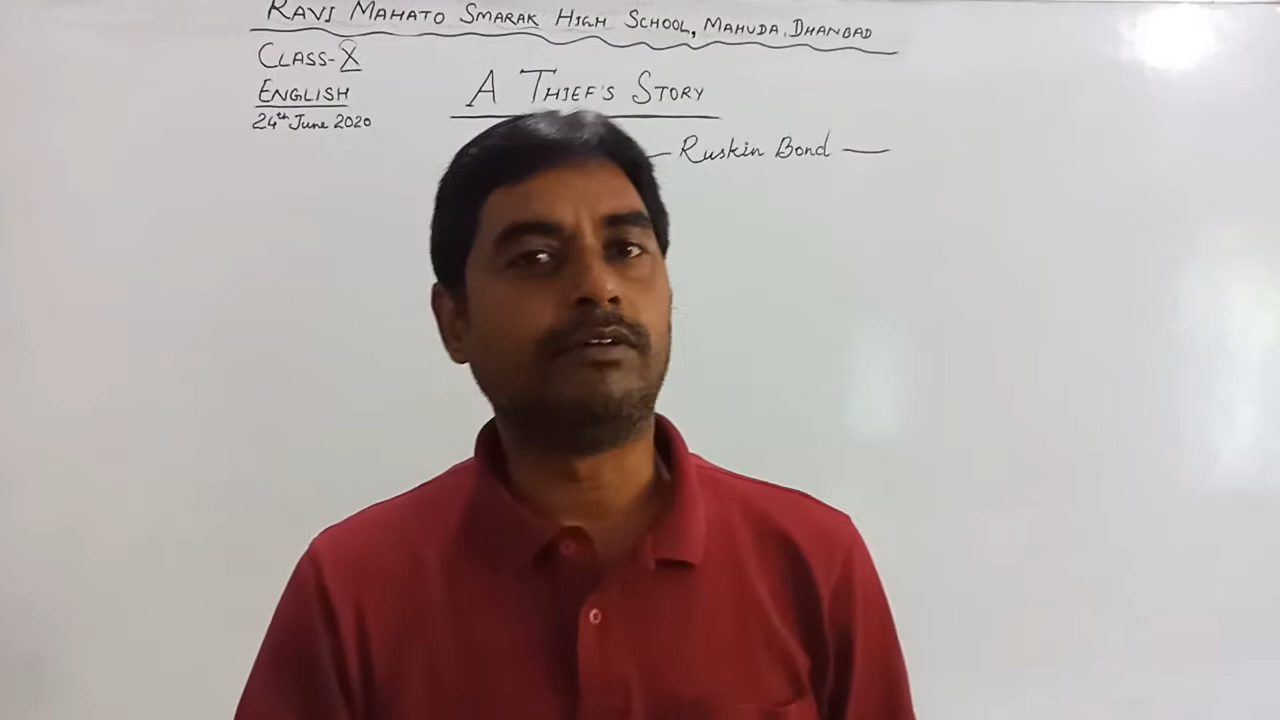 RAVI MAHATO SMARAK HIGH SCHOOL, MAHUDA, DHANBAD
CLASS-X
ENGLISH
24th June 2020
A THIEF'S STORY
— Ruskin Bond —